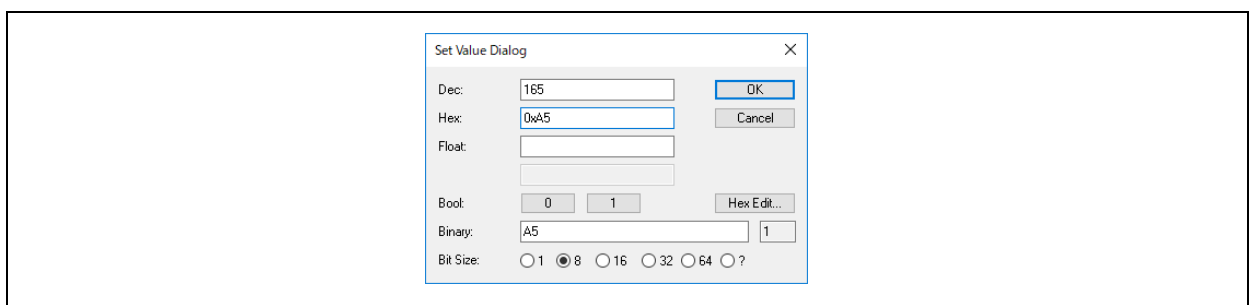 Set Value Dialog
Dec: 165 OK
Hex: 0xA5 Cancel
Float:
Bool: 0 1 Hex Edit...
Binary: A5 1
Bit Size: 1 8 16 32 64 ?